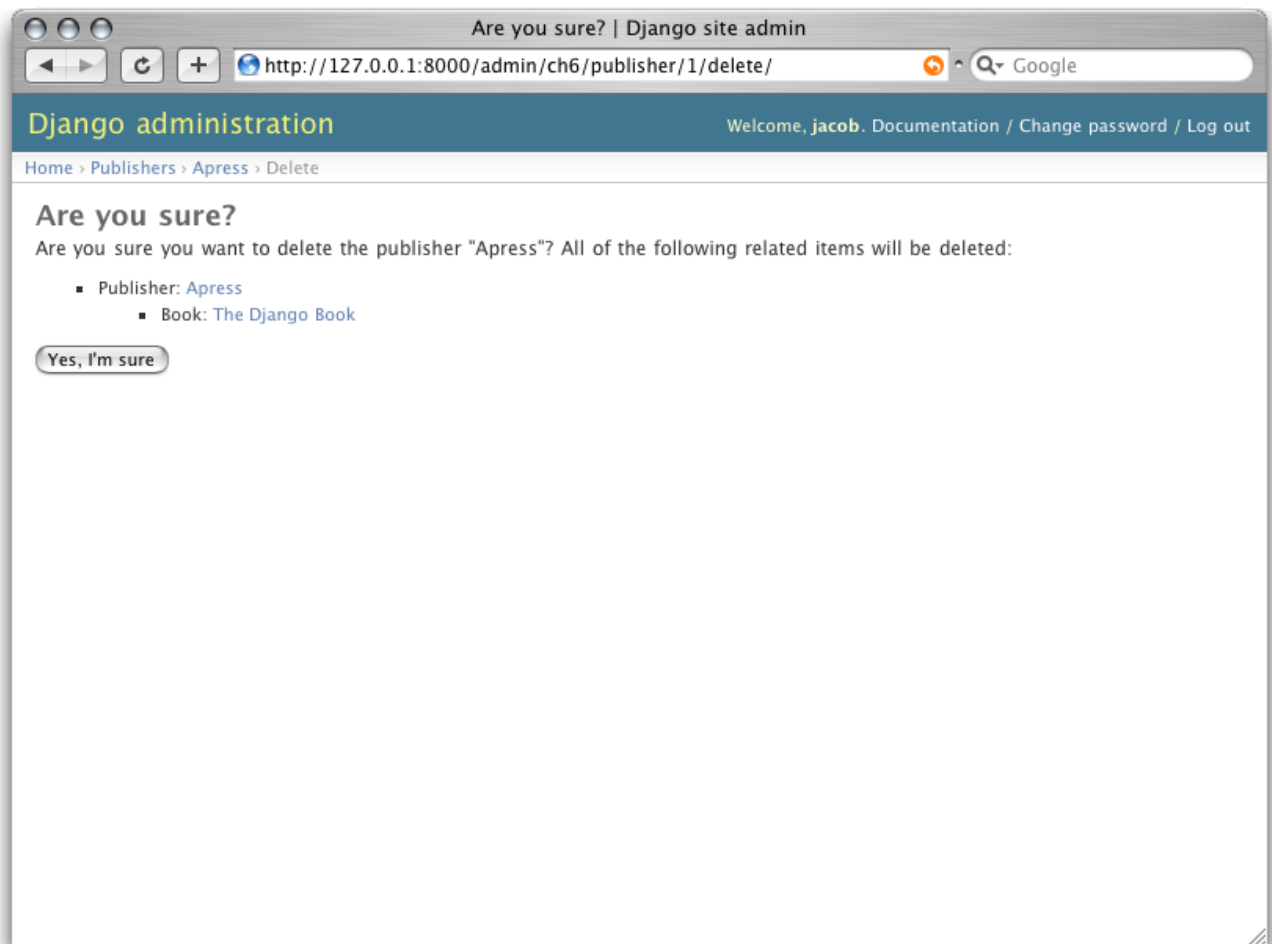 Are you sure? | Django site admin
http://127.0.0.1:8000/admin/ch6/publisher/1/delete/
Google
Django administration
Welcome, jacob. Documentation / Change password / Log out
Home › Publishers › Apress › Delete
Are you sure?
Are you sure you want to delete the publisher "Apress"? All of the following related items will be deleted:
Publisher: Apress
Book: The Django Book
Yes, I'm sure